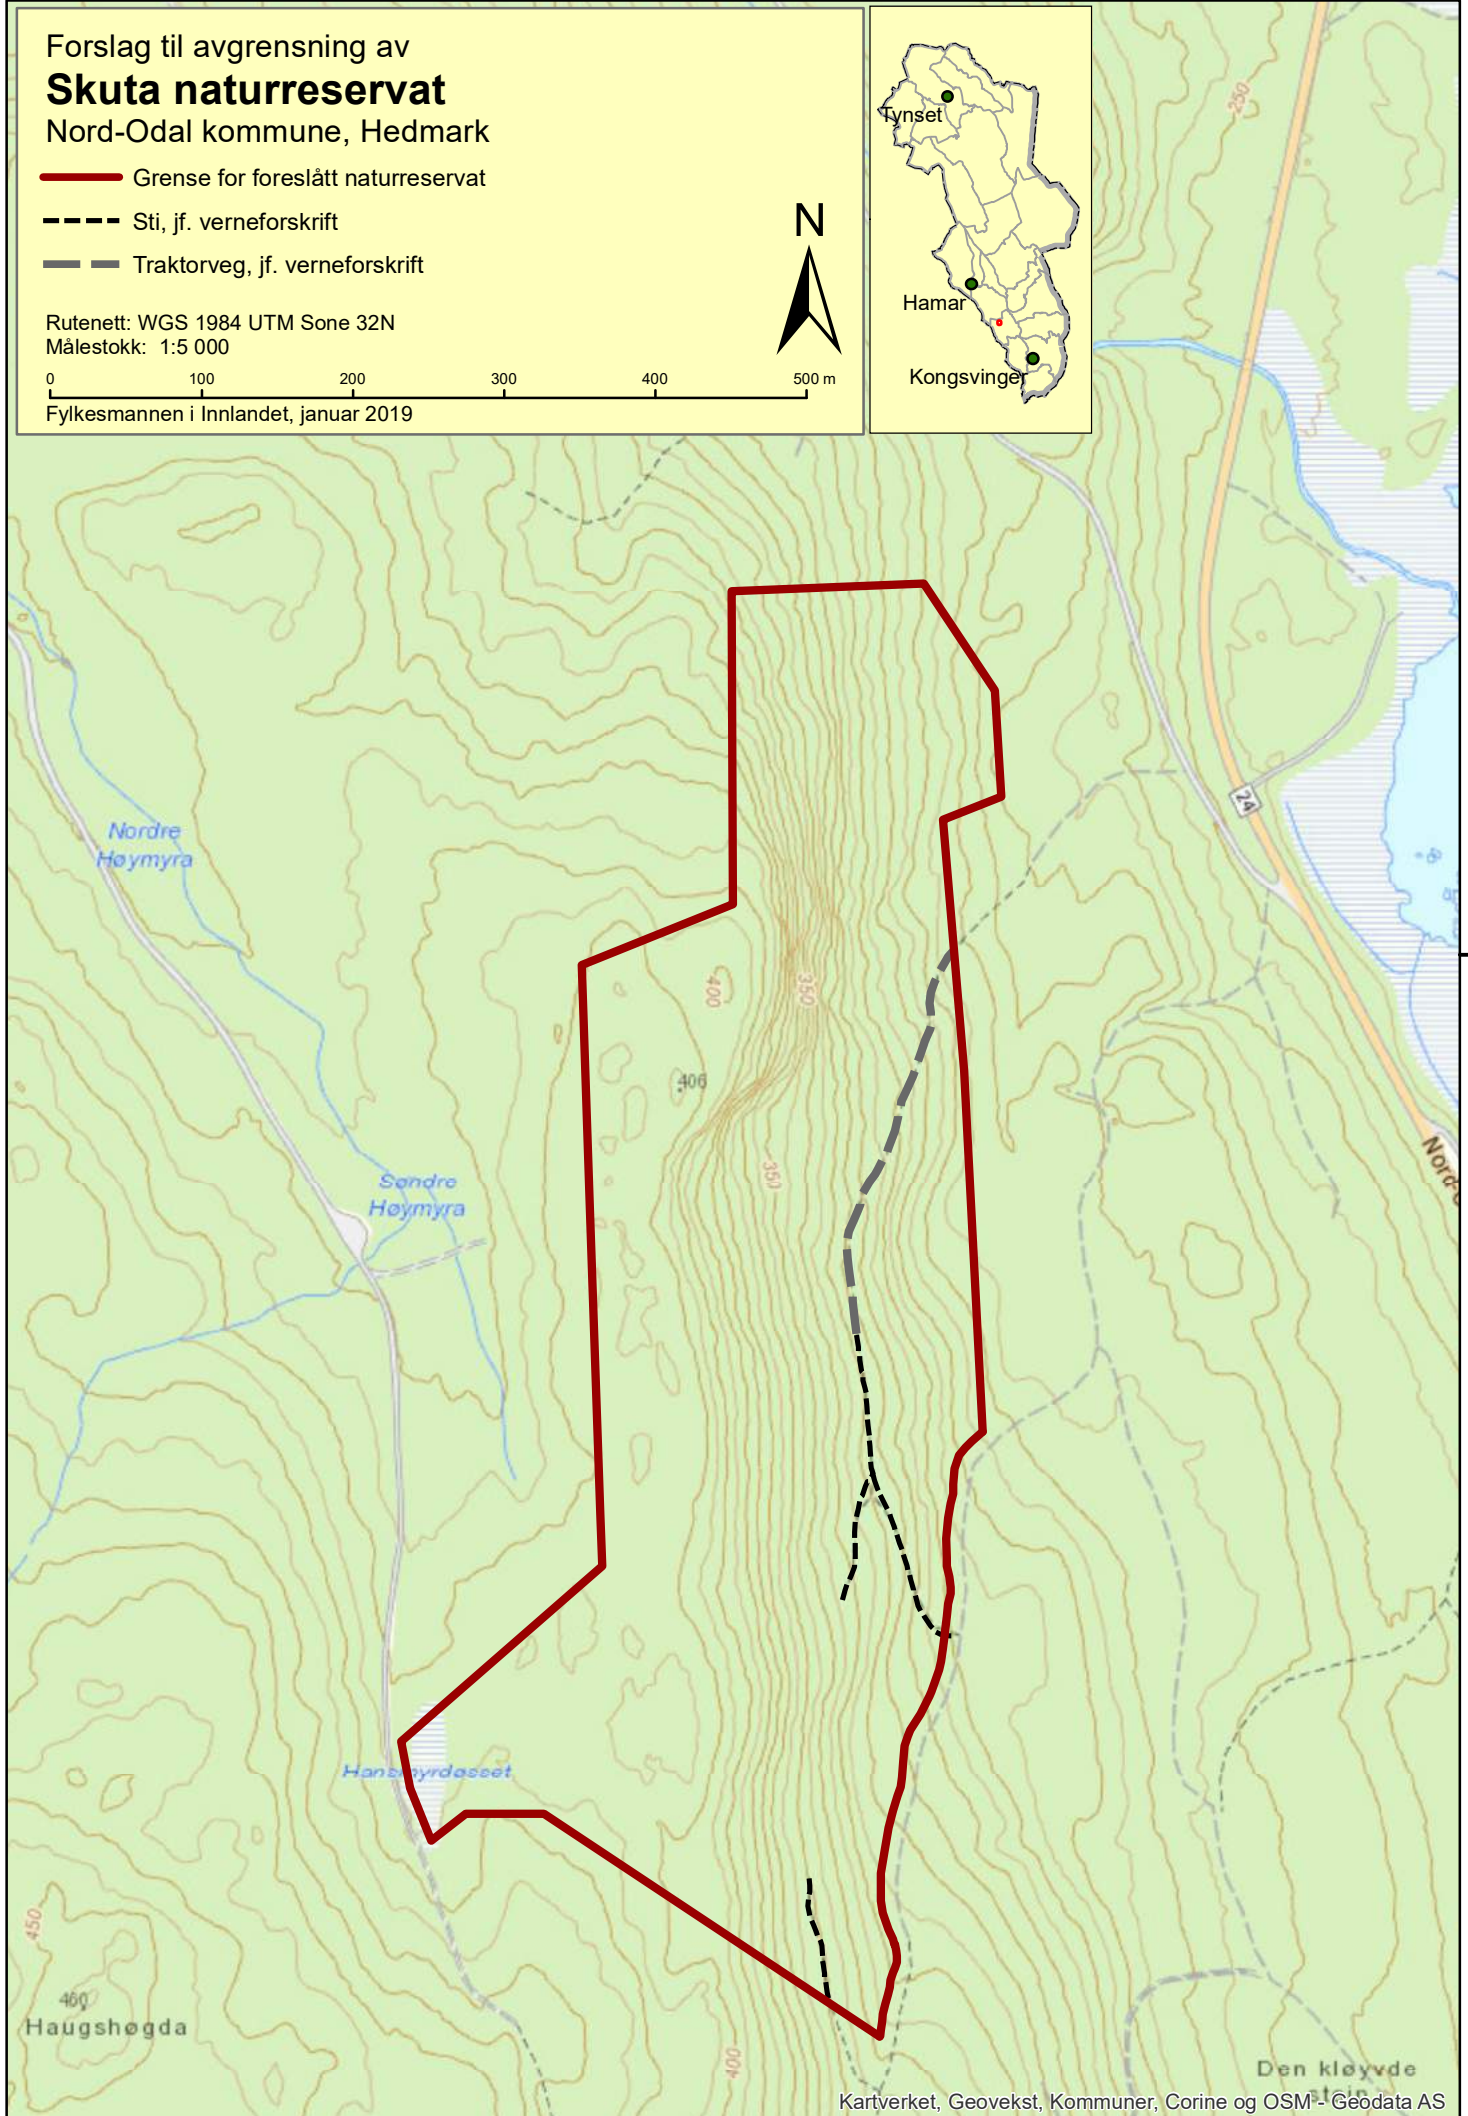 Forslag til avgrensning av
Skuta naturreservat
Nord-Odal kommune, Hedmark
Grense for foreslått naturreservat
Sti, jf. verneforskrift
Traktorveg, jf. verneforskrift
N
Rutenett: WGS 1984 UTM Sone 32N
Målestokk: 1:5 000
0 100 200 300 400 500 m
Fylkesmannen i Innlandet, januar 2019
Tynset
Hamar
Kongsvinger
250
24
Nordre
Høymyra
400
350
406
350
Nord-
Søndre
Høymyra
Hansmyrdøsset
450
460
Haugshøgda
400
Den kløyvde
stein
Kartverket, Geovekst, Kommuner, Corine og OSM - Geodata AS